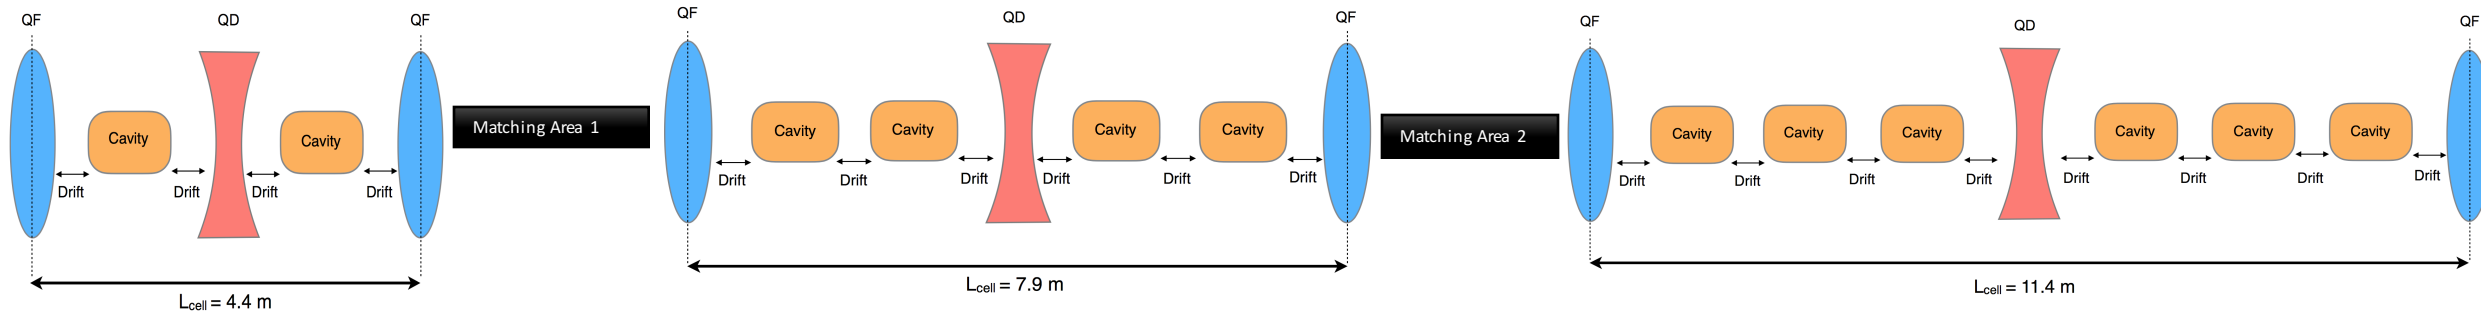 QF
QD
QF
Cavity
Cavity
Drift
Drift
Drift
Drift
Lcell = 4.4 m
Matching Area 1
QF
QD
QF
Cavity
Cavity
Cavity
Cavity
Drift
Drift
Drift
Drift
Drift
Drift
Lcell = 7.9 m
Matching Area 2
QF
QD
QF
Cavity
Cavity
Cavity
Cavity
Cavity
Cavity
Drift
Drift
Drift
Drift
Drift
Drift
Drift
Drift
Lcell = 11.4 m